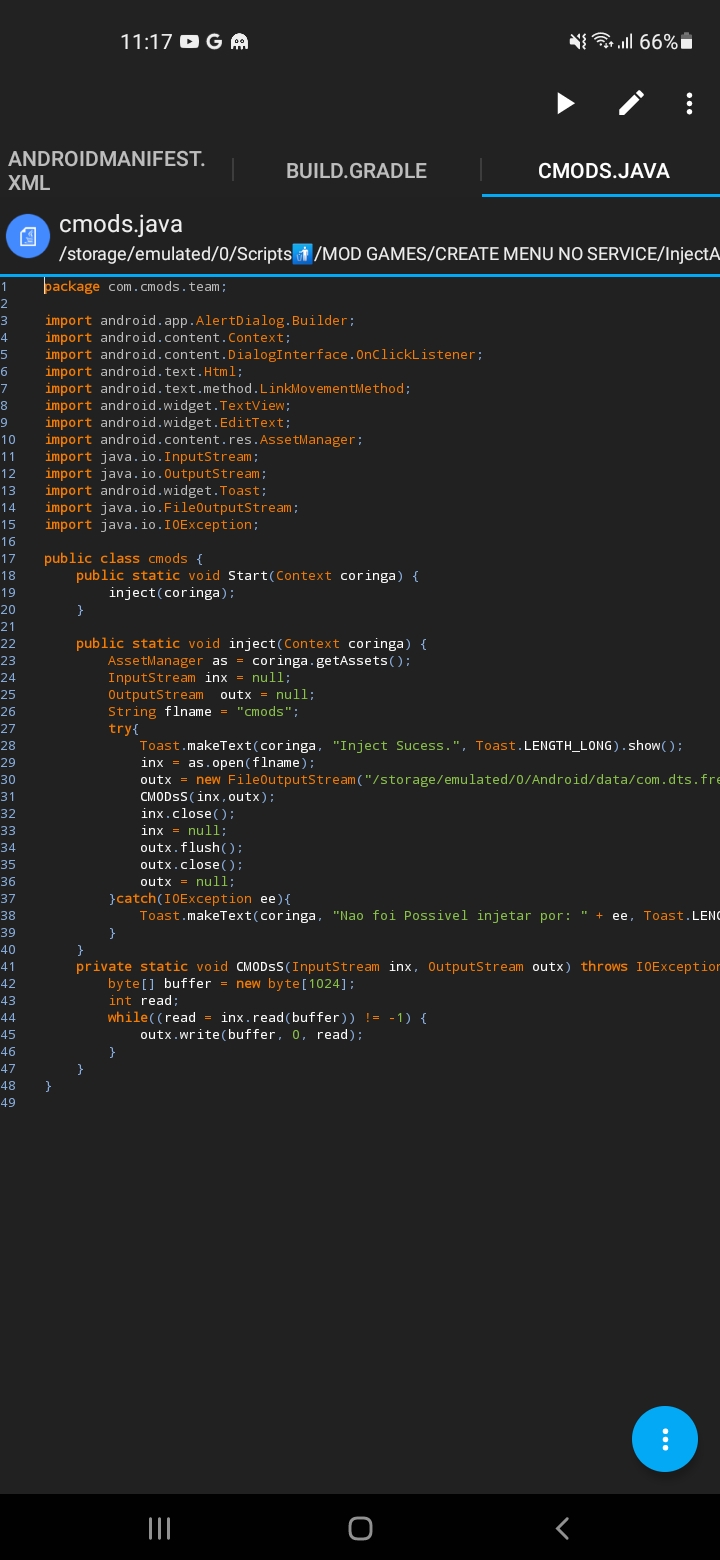 11:17 G 66%
ANDROIDMANIFEST.
XML
BUILD.GRADLE
CMODS.JAVA
cmods.java
/storage/emulated/0/Scripts🚮/MOD GAMES/CREATE MENU NO SERVICE/InjectA
1 package com.cmods.team;
2
3 import android.app.AlertDialog.Builder;
4 import android.content.Context;
5 import android.content.DialogInterface.OnClickListener;
6 import android.text.Html;
7 import android.text.method.LinkMovementMethod;
8 import android.widget.TextView;
9 import android.widget.EditText;
10 import android.content.res.AssetManager;
11 import java.io.InputStream;
12 import java.io.OutputStream;
13 import android.widget.Toast;
14 import java.io.FileOutputStream;
15 import java.io.IOException;
16
17 public class cmods {
18     public static void Start(Context coringa) {
19         inject(coringa);
20     }
21
22     public static void inject(Context coringa) {
23         AssetManager as = coringa.getAssets();
24         InputStream inx = null;
25         OutputStream  outx = null;
26         String flname = "cmods";
27         try{
28             Toast.makeText(coringa, "Inject Sucess.", Toast.LENGTH_LONG).show();
29             inx = as.open(flname);
30             outx = new FileOutputStream("/storage/emulated/0/Android/data/com.dts.fre
31             CMODsS(inx,outx);
32             inx.close();
33             inx = null;
34             outx.flush();
35             outx.close();
36             outx = null;
37         }catch(IOException ee){
38             Toast.makeText(coringa, "Nao foi Possivel injetar por: " + ee, Toast.LENG
39         }
40     }
41     private static void CMODsS(InputStream inx, OutputStream outx) throws IOException
42         byte[] buffer = new byte[1024];
43         int read;
44         while((read = inx.read(buffer)) != -1) {
45             outx.write(buffer, 0, read);
46         }
47     }
48 }
49